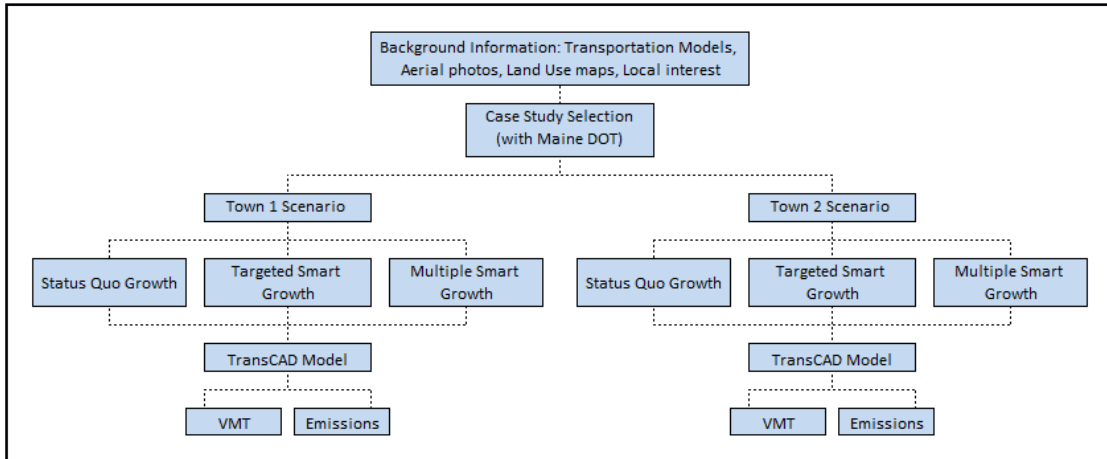 Background Information: Transportation Models,
Aerial photos, Land Use maps, Local interest
Case Study Selection
(with Maine DOT)
Town 1 Scenario
Town 2 Scenario
Status Quo Growth
Targeted Smart
Growth
Multiple Smart
Growth
Status Quo Growth
Targeted Smart
Growth
Multiple Smart
Growth
TransCAD Model
TransCAD Model
VMT
Emissions
VMT
Emissions